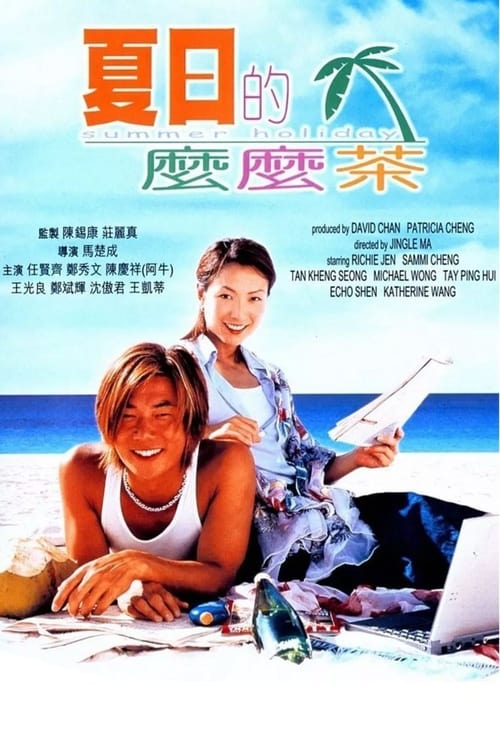 夏日的
summer holiday
麼麼茶
監製 陳錫康 莊麗真
導演 馬楚成
主演 任賢齊 鄭秀文 陳慶祥(阿牛)
王光良 鄭斌輝 沈傲君 王凱蒂
produced by DAVID CHAN PATRICIA CHENG
directed by JINGLE MA
starring RICHIE JEN SAMMI CHENG
TAN KHENG SEONG MICHAEL WONG TAY PING HUI
ECHO SHEN KATHERINE WANG